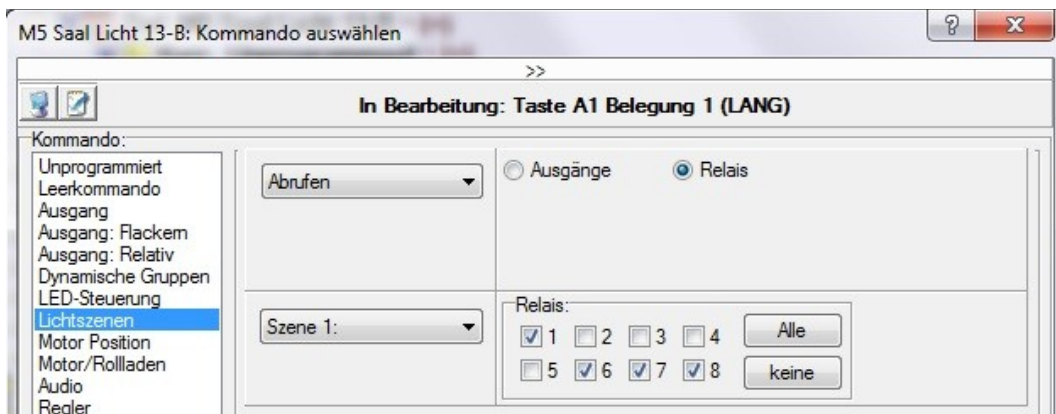 M5 Saal Licht 13-B: Kommando auswählen
>>
In Bearbeitung: Taste A1 Belegung 1 (LANG)
Kommando:
Unprogrammiert
Leerkommando
Ausgang
Ausgang: Flackern
Ausgang: Relativ
Dynamische Gruppen
LED-Steuerung
Lichtszenen
Motor Position
Motor/Rollladen
Audio
Regler
Abrufen
Ausgänge Relais
Szene 1:
Relais:
1 2 3 4 Alle
5 6 7 8 keine